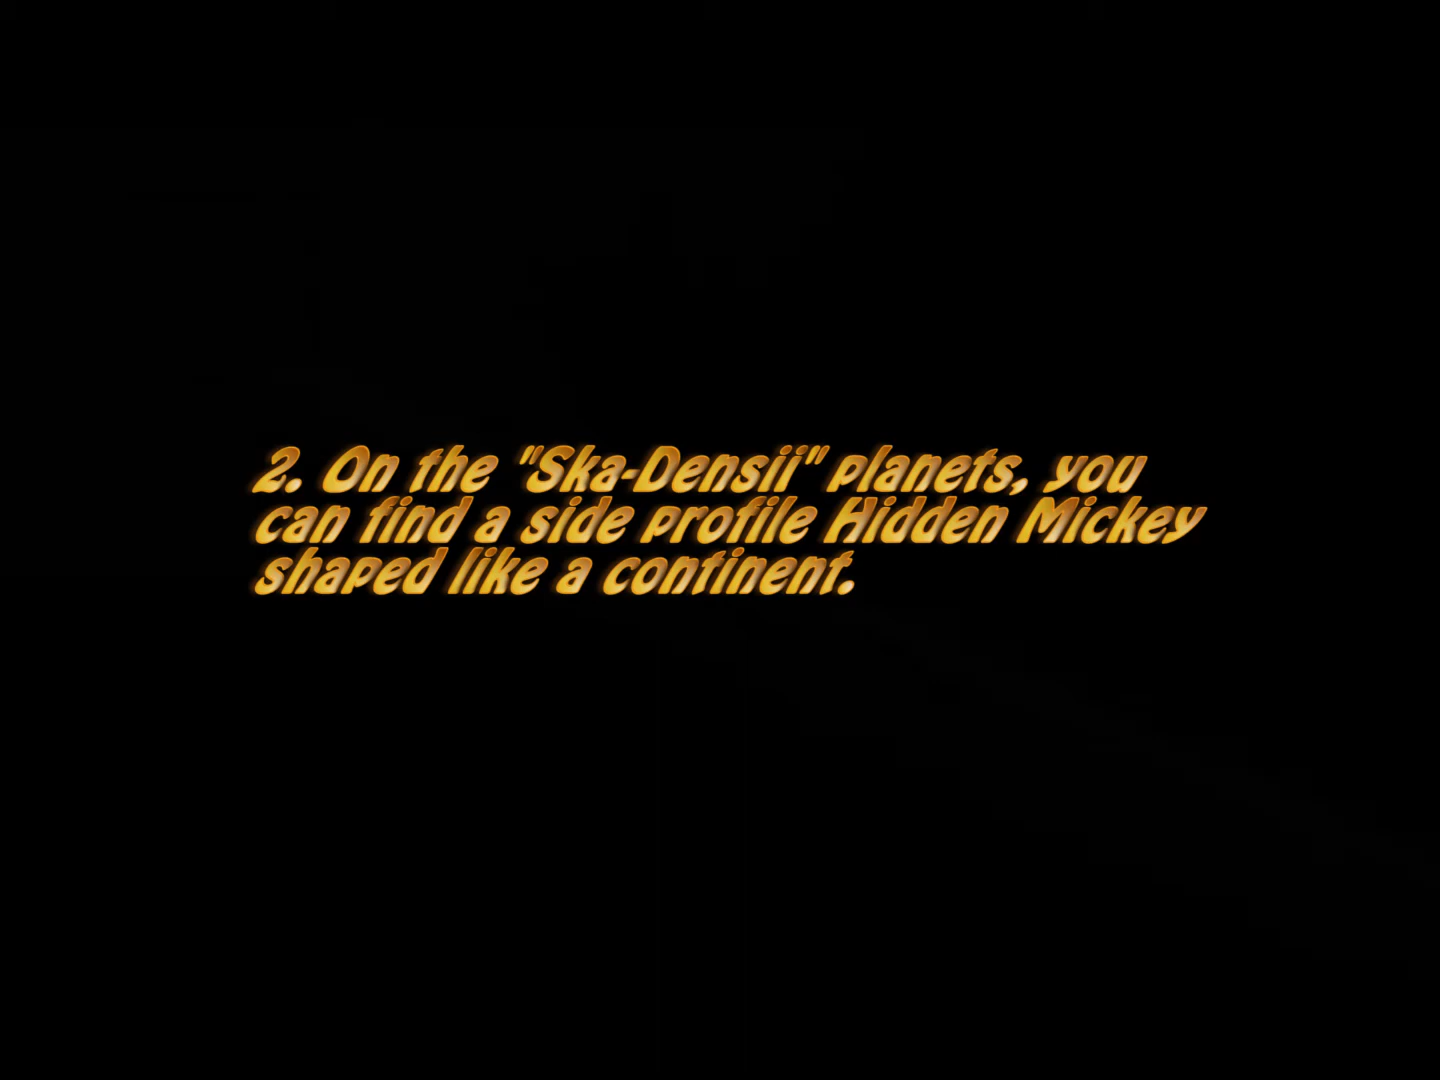 2. On the "Ska-Densii" planets, you
can find a side profile Hidden Mickey
shaped like a continent.